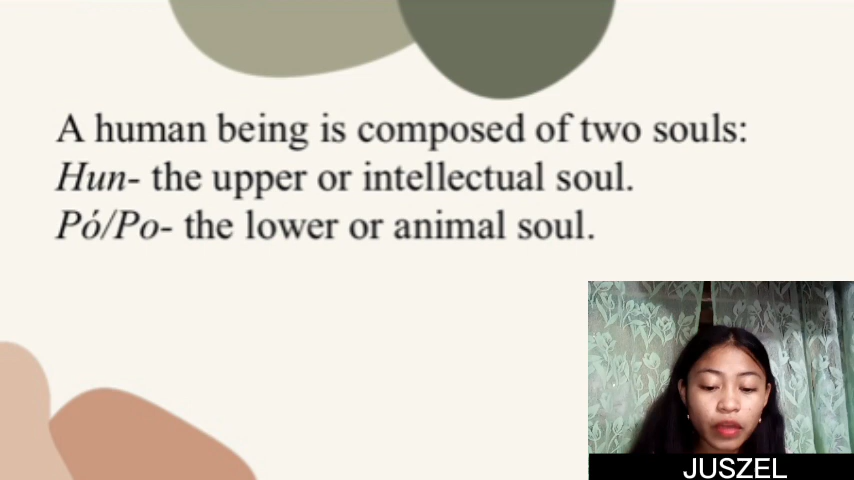 A human being is composed of two souls:
Hun- the upper or intellectual soul.
Pó/Po- the lower or animal soul.
JUSZEL